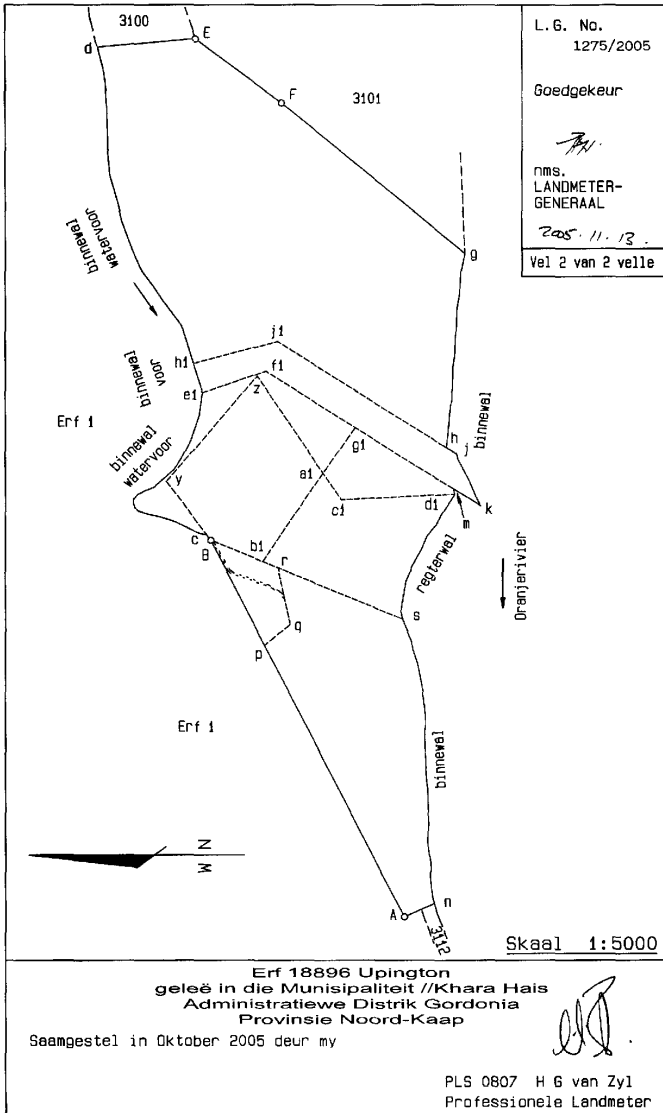 L.G. No.
1275/2005
Goedgekeur
nms.
LANDMETER-
GENERAAL
2005.11.13.
Vel 2 van 2 velle
3100
d
E
F
3101
g
binnewal
watervoor
j1
h1
f1
z
e1
binnewal
voor
Erf 1
binnewal
watervoor
y
g1
a1
c1
d1
h
j
binnewal
k
m
c
B
b1
r
regterwal
Oranjerivier
s
q
p
Erf 1
binnewal
N
M
A
n
3112
Skaal 1:5000
Erf 18896 Upington
geleë in die Munisipaliteit //Khara Hais
Administratiewe Distrik Gordonia
Provinsie Noord-Kaap
Saamgestel in Oktober 2005 deur my
PLS 0807 H G van Zyl
Professionele Landmeter